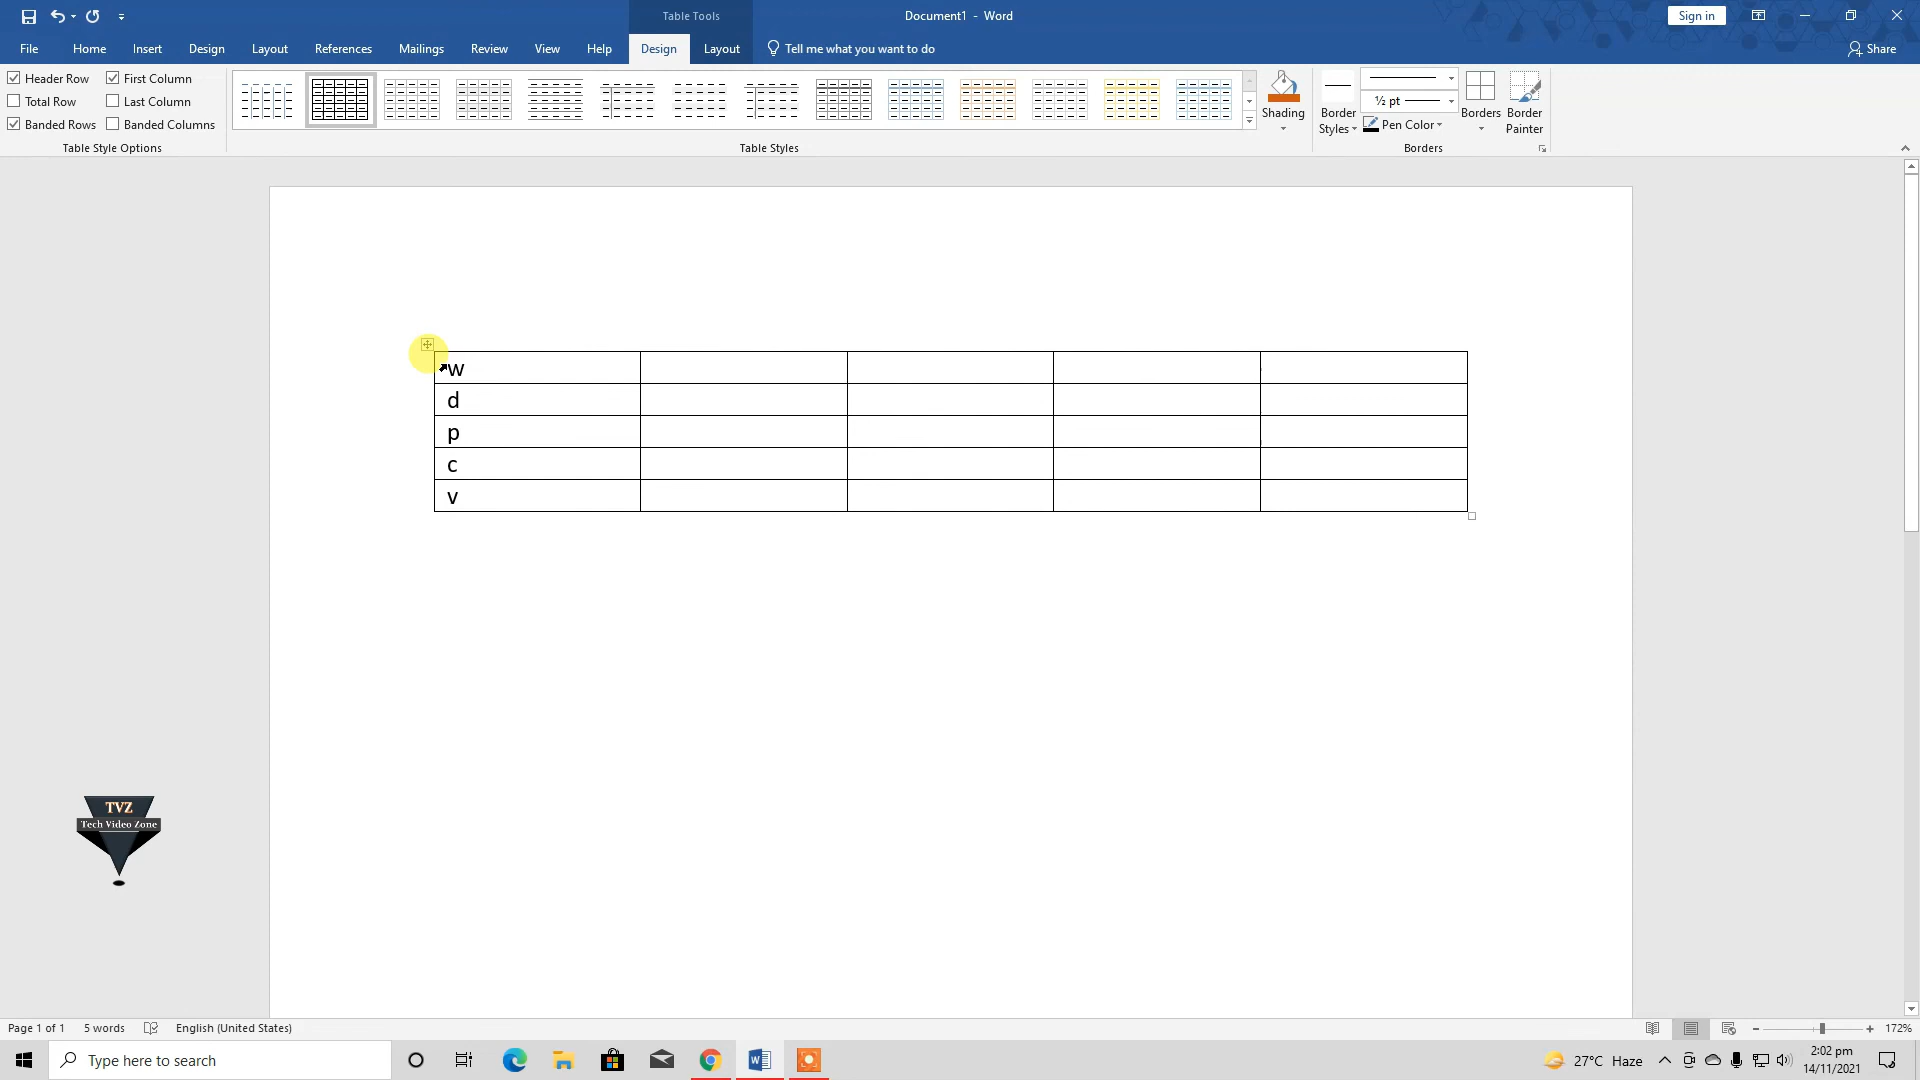 Table Tools
Document1 - Word
Sign in
File
Home
Insert
Design
Layout
References
Mailings
Review
View
Help
Design
Layout
Tell me what you want to do
Share
Header Row
First Column
Total Row
Last Column
Banded Rows
Banded Columns
Table Style Options
Table Styles
Shading
Border
Styles
½ pt
Pen Color
Borders
Border
Painter
Borders
w
d
p
c
v
TVZ
Tech Video Zone
Page 1 of 1
5 words
English (United States)
172%
Type here to search
27°C Haze
2:02 pm
14/11/2021